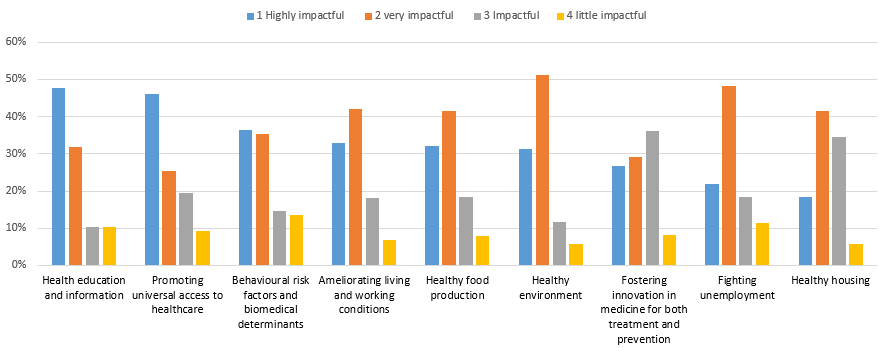 1 Highly impactful 2 very impactful 3 Impactful 4 little impactful
60%
50%
40%
30%
20%
10%
0%
Health education
and information
Promoting
universal access to
healthcare
Behavioural risk
factors and
biomedical
determinants
Ameliorating living
and working
conditions
Healthy food
production
Healthy
environment
Fostering
innovation in
medicine for both
treatment and
prevention
Fighting
unemployment
Healthy housing